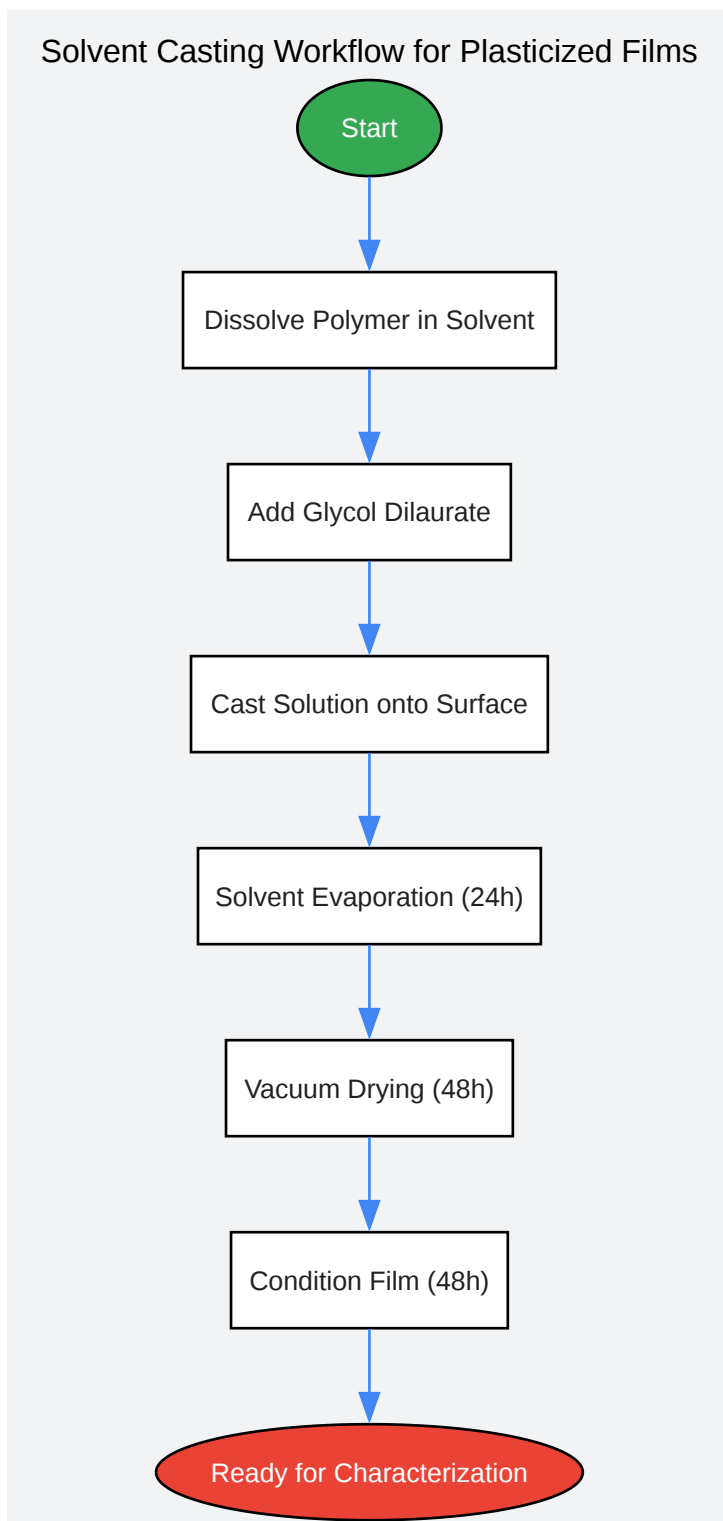 Solvent Casting Workflow for Plasticized Films
Start
Dissolve Polymer in Solvent
Add Glycol Dilaurate
Cast Solution onto Surface
Solvent Evaporation (24h)
Vacuum Drying (48h)
Condition Film (48h)
Ready for Characterization